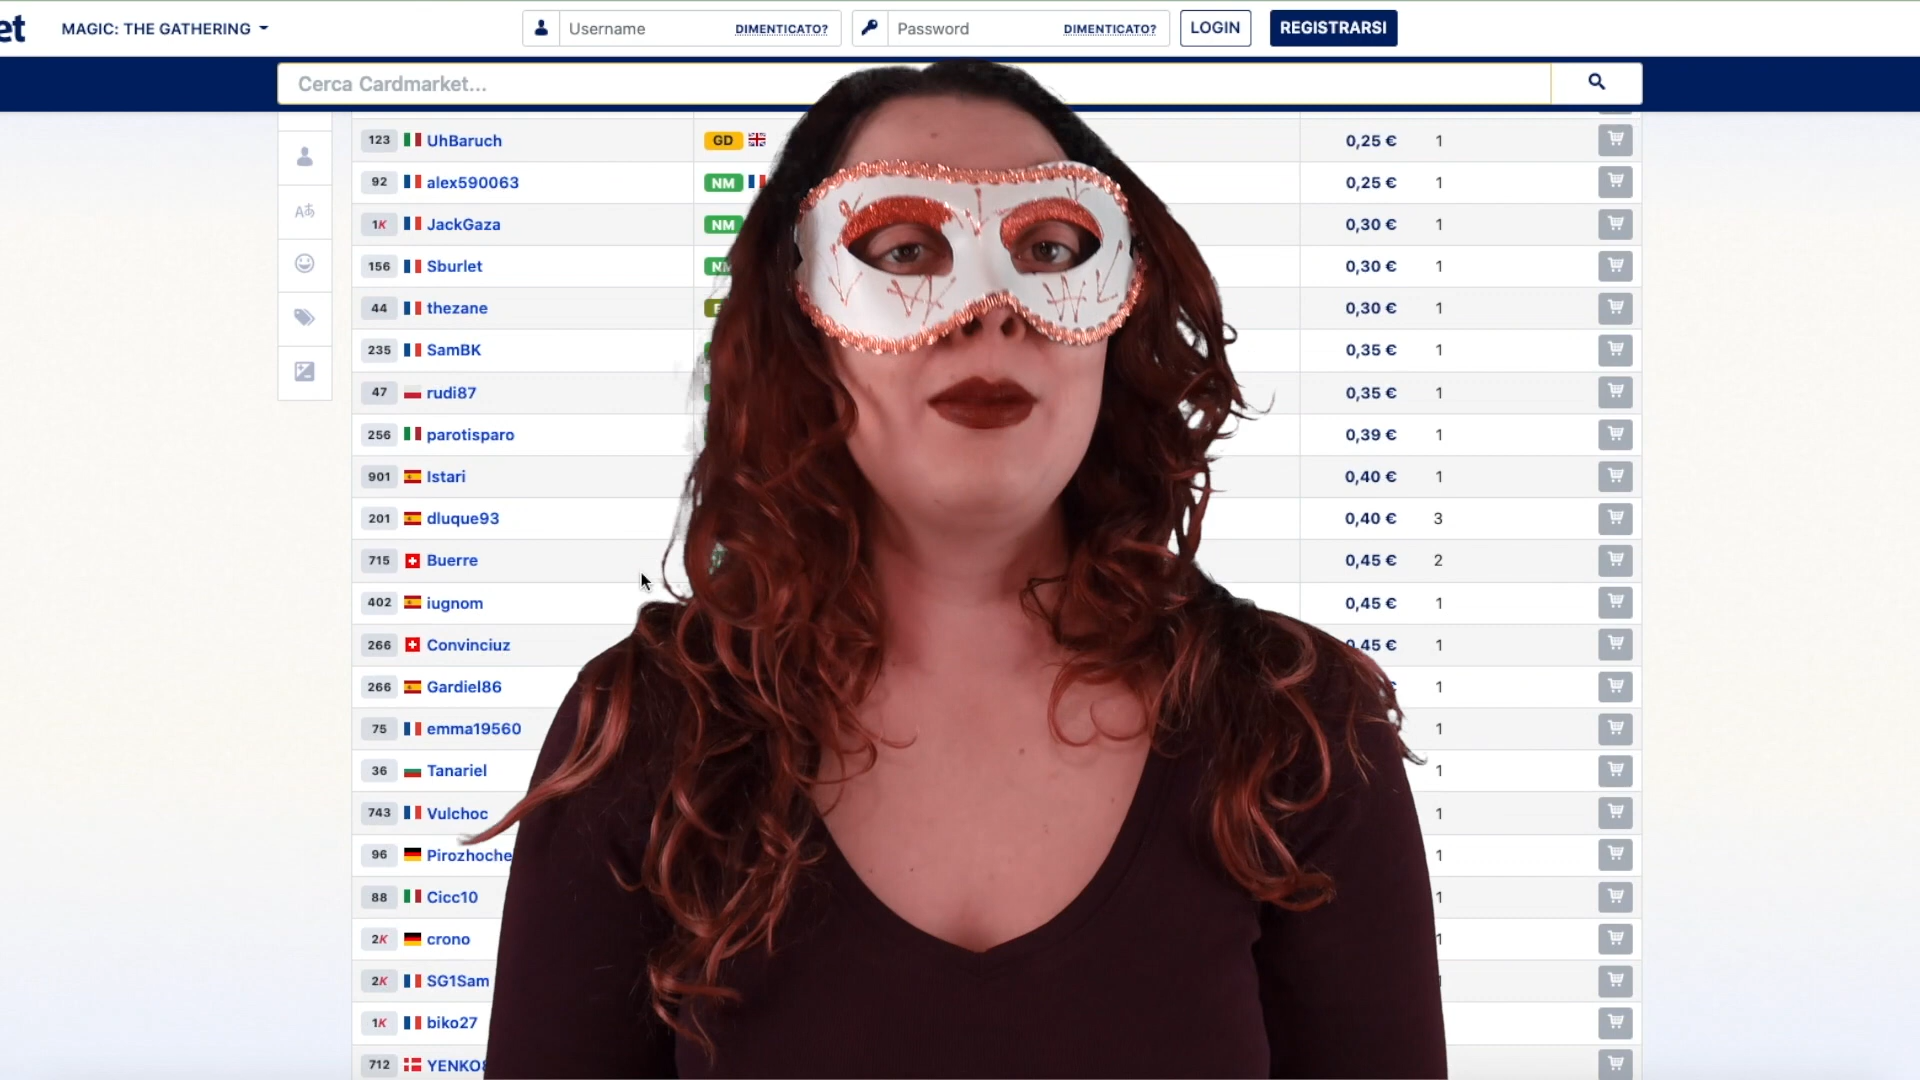 et MAGIC: THE GATHERING Username DIMENTICATO? Password DIMENTICATO? LOGIN REGISTRARSI
Cerca Cardmarket...
123 UhBaruch GD 0,25 € 1
92 alex590063 NM 0,25 € 1
1K JackGaza NM 0,30 € 1
156 Sburlet NM 0,30 € 1
44 thezane 0,30 € 1
235 SamBK 0,35 € 1
47 rudi87 0,35 € 1
256 parotisparo 0,39 € 1
901 Istari 0,40 € 1
201 dluque93 0,40 € 3
715 Buerre 0,45 € 2
402 iugnom 0,45 € 1
266 Convinciuz 0,45 € 1
266 Gardiel86 1
75 emma19560 1
36 Tanariel 1
743 Vulchoc 1
96 Pirozhoche 1
88 Cicc10 1
2K crono 1
2K SG1Sam
1K biko27
712 YENKO